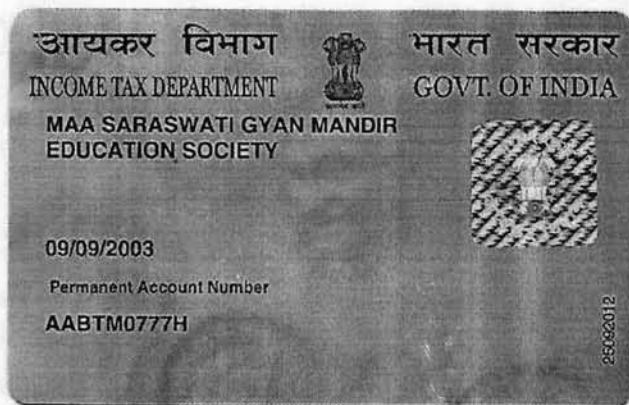 आयकर विभाग
भारत सरकार
INCOME TAX DEPARTMENT
GOVT. OF INDIA
MAA SARASWATI GYAN MANDIR
EDUCATION SOCIETY
09/09/2003
Permanent Account Number
AABTM0777H
25092012